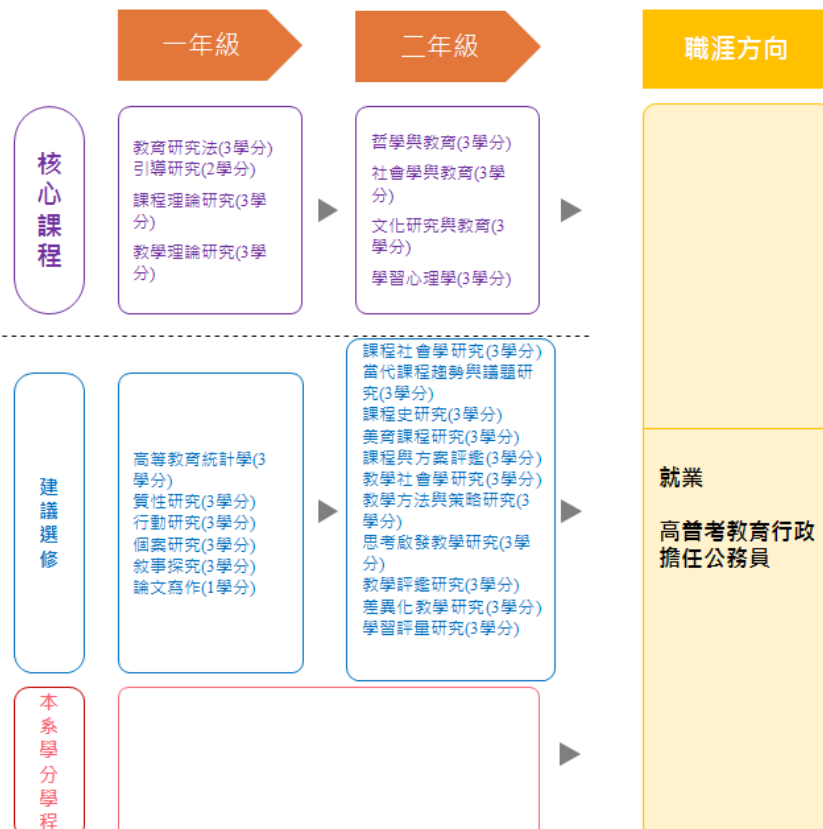 一年級
二年級
職涯方向
核
心
課
程
教育研究法(3學分)
引導研究(2學分)
課程理論研究(3學
分)
教學理論研究(3學
分)
哲學與教育(3學分)
社會學與教育(3學
分)
文化研究與教育(3
學分)
學習心理學(3學分)
建
議
選
修
高等教育統計學(3
學分)
質性研究(3學分)
行動研究(3學分)
個案研究(3學分)
敘事探究(3學分)
論文寫作(1學分)
課程社會學研究(3學分)
當代課程趨勢與議題研
究(3學分)
課程史研究(3學分)
美育課程研究(3學分)
課程與方案評鑑(3學分)
教學社會學研究(3學分)
教學方法與策略研究(3
學分)
思考啟發教學研究(3學
分)
教學評鑑研究(3學分)
差異化教學研究(3學分)
學習評量研究(3學分)
就業
高普考教育行政
擔任公務員
本
系
學
分
學
程